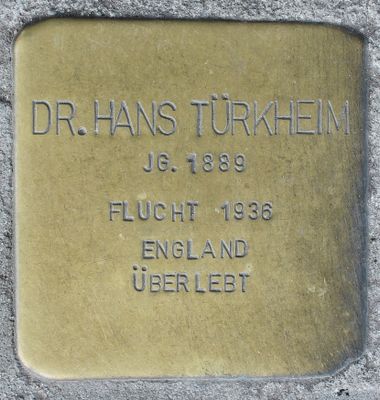 DR. HANS TÜRKHEIM
JG. 1889
FLUCHT 1936
ENGLAND
ÜBERLEBT